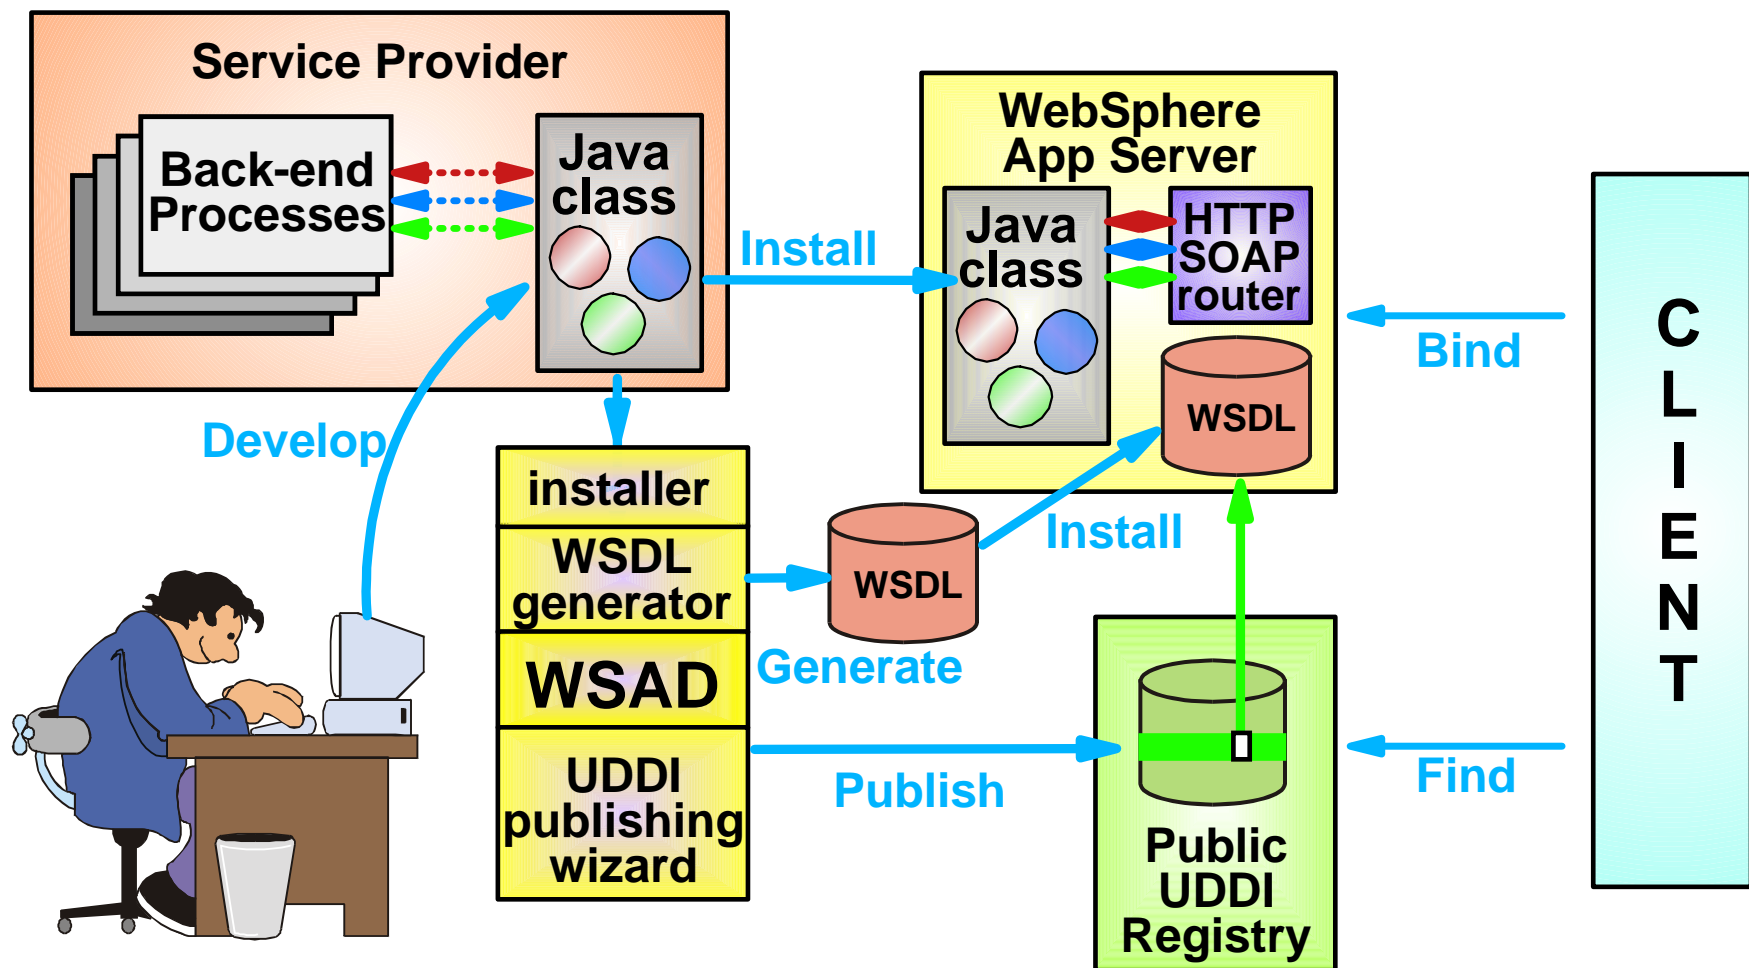 Service Provider
Back-end
Processes
Java
class
Install
WebSphere
App Server
Java
class
HTTP
SOAP
router
WSDL
Bind
CLIENT
Develop
installer
WSDL
generator
WSAD
UDDI
publishing
wizard
WSDL
Install
Generate
Publish
Public
UDDI
Registry
Find